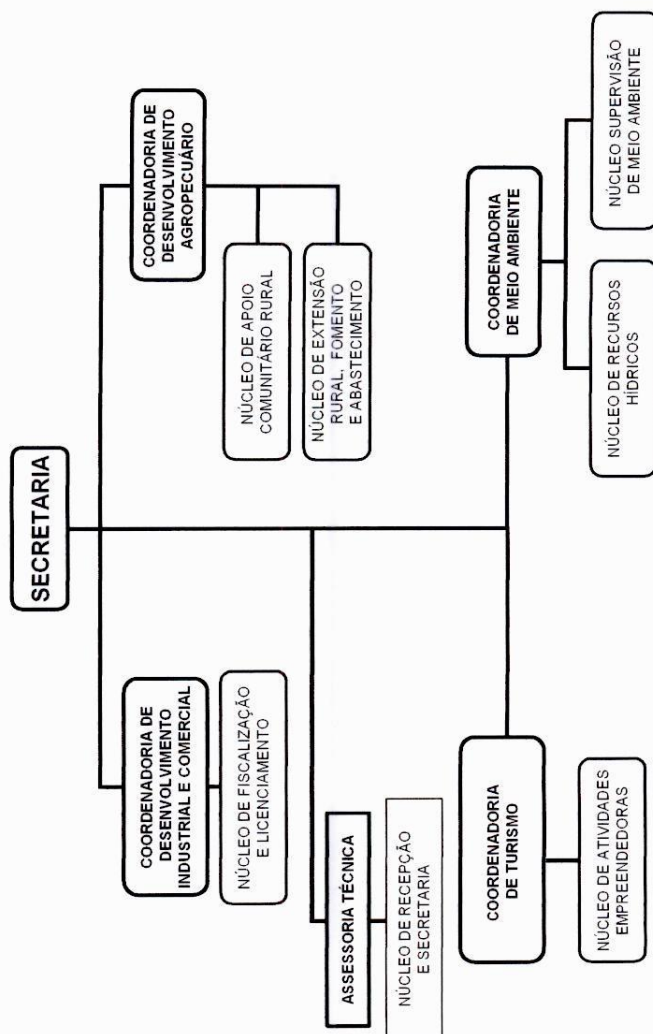 SECRETARIA
COORDENADORIA DE
DESENVOLVIMENTO
INDUSTRIAL E COMERCIAL
NÚCLEO DE FISCALIZAÇÃO
E LICENCIAMENTO
COORDENADORIA DE
DESENVOLVIMENTO
AGROPECUÁRIO
NÚCLEO DE APOIO
COMUNITÁRIO RURAL
NÚCLEO DE EXTENSÃO
RURAL, FOMENTO
E ABASTECIMENTO
ASSESSORIA TÉCNICA
NÚCLEO DE RECEPÇÃO
E SECRETARIA
COORDENADORIA
DE TURISMO
NÚCLEO DE ATIVIDADES
EMPREENDEDORAS
COORDENADORIA
DE MEIO AMBIENTE
NÚCLEO DE RECURSOS
HÍDRICOS
NÚCLEO SUPERVISÃO
DE MEIO AMBIENTE